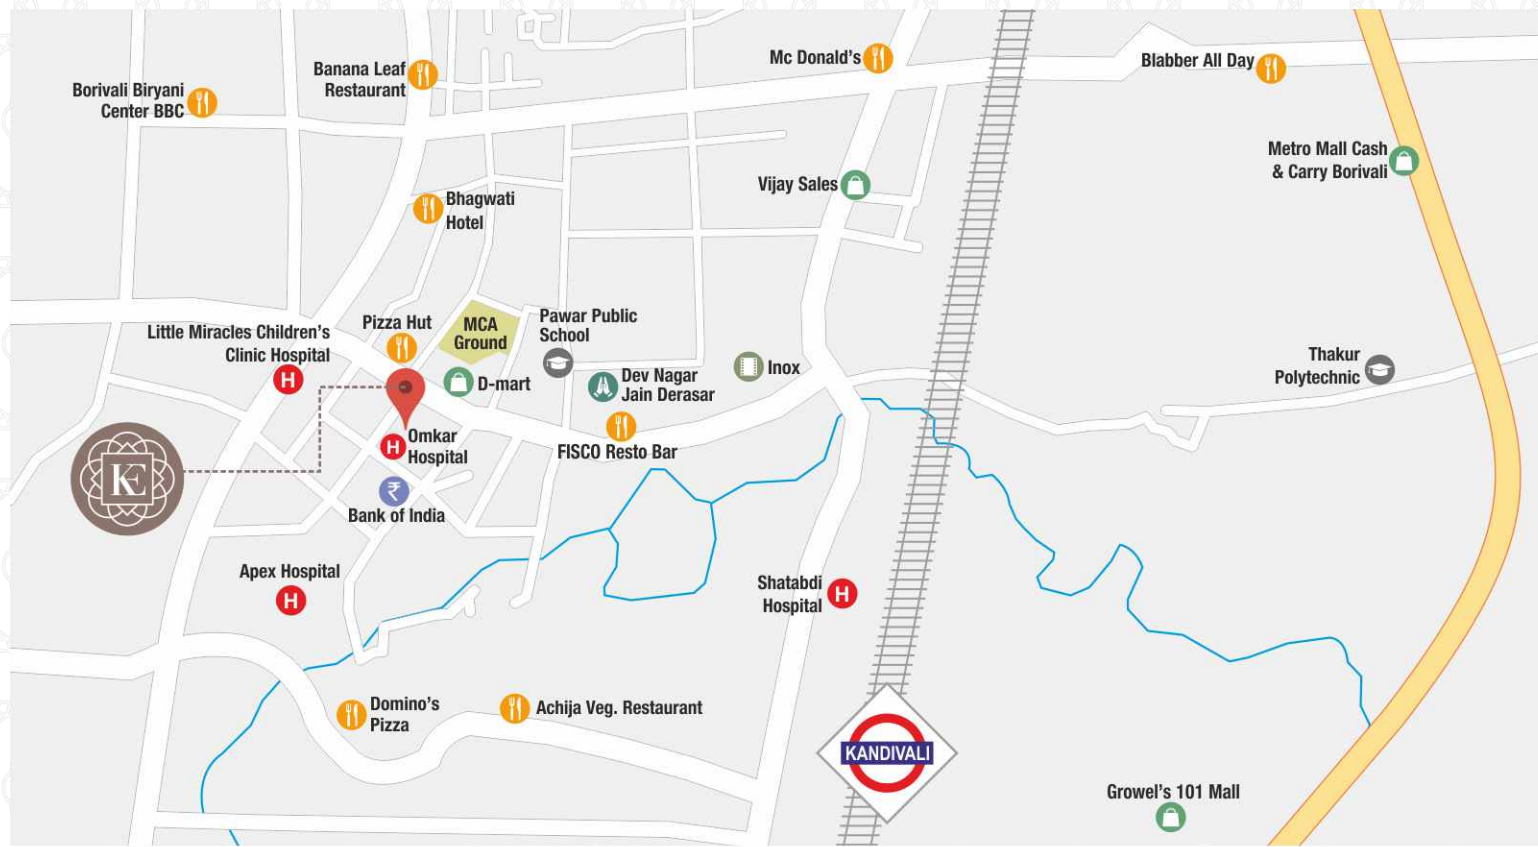 Mc Donald's
Blabber All Day
Banana Leaf
Restaurant
Borivali Biryani
Center BBC
Metro Mall Cash
& Carry Borivali
Vijay Sales
Bhagwati
Hotel
Pizza Hut
MCA
Ground
Pawar Public
School
Little Miracles Children's
Clinic Hospital
H
Inox
Thakur
Polytechnic
D-mart
Dev Nagar
Jain Derasar
Omkar
Hospital
H
FISCO Resto Bar
KE
₹
Bank of India
Apex Hospital
H
Shatabdi
Hospital
H
Domino's
Pizza
Achija Veg. Restaurant
KANDIVALI
Growel's 101 Mall